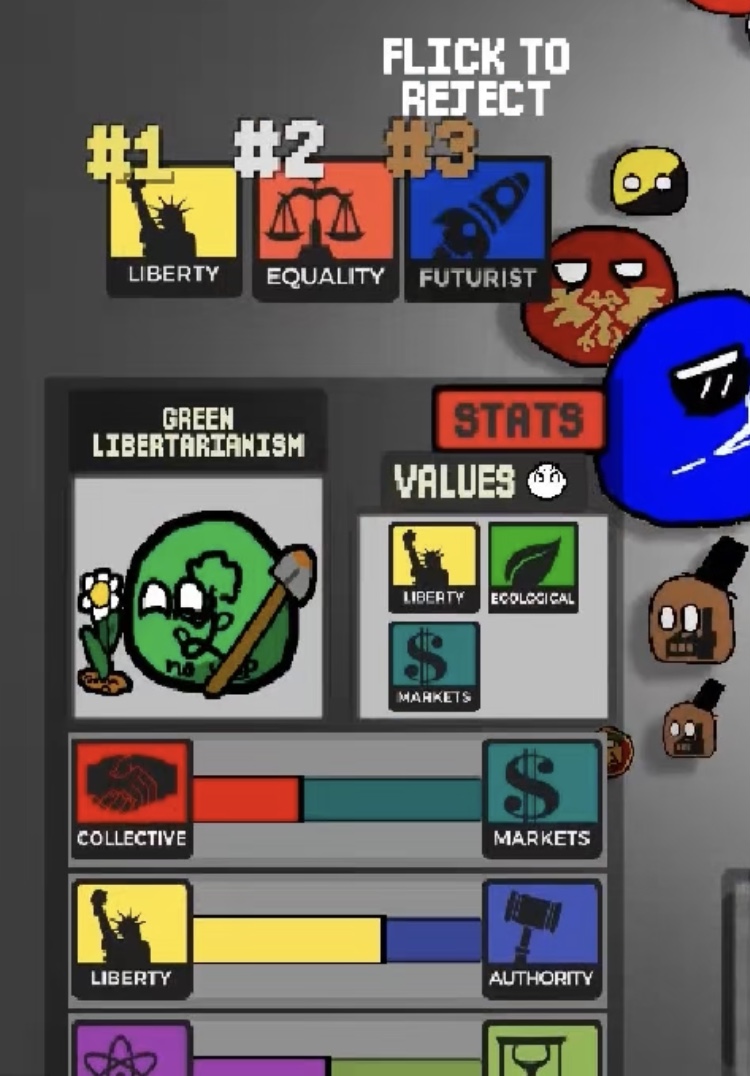 FLICK TO
REJECT
#1
#2
#3
LIBERTY
EQUALITY
FUTURIST
GREEN
LIBERTARIANISM
STATS
VALUES
LIBERTY
ECOLOGICAL
MARKETS
COLLECTIVE
MARKETS
LIBERTY
AUTHORITY